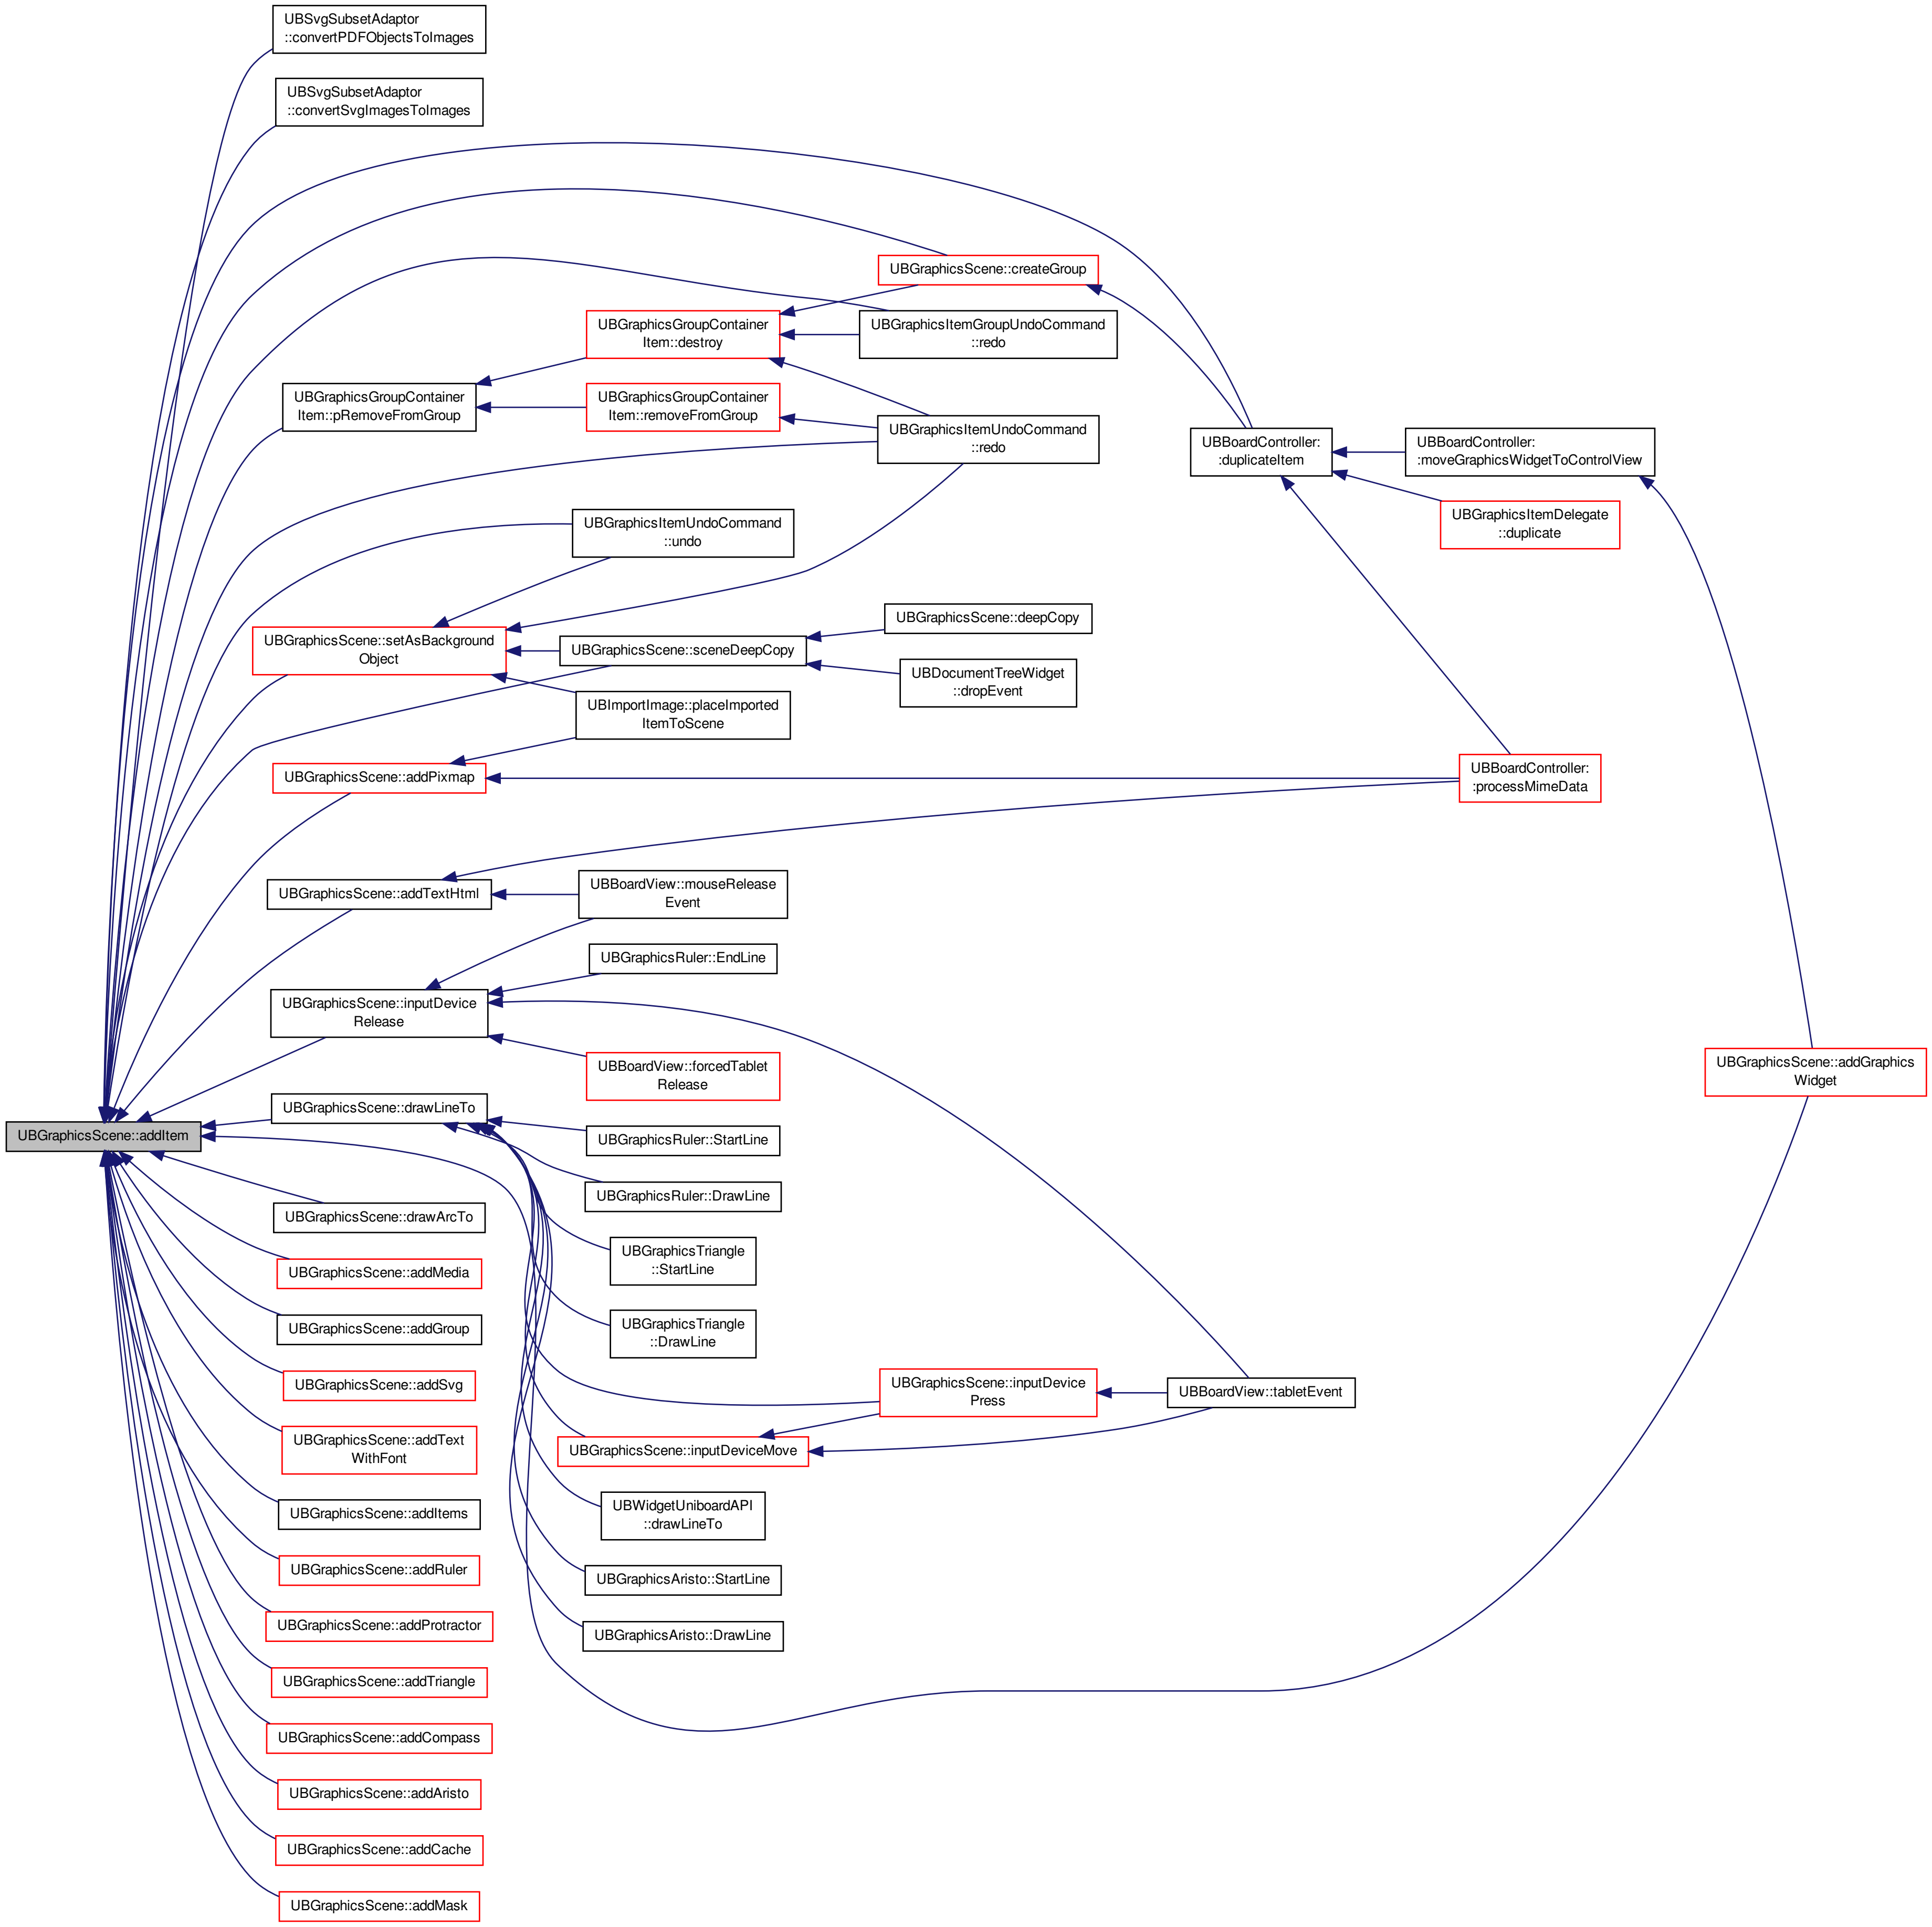 UBSvgSubsetAdaptor
::convertPDFObjectsToImages
UBSvgSubsetAdaptor
::convertSvgImagesToImages
UBGraphicsScene::createGroup
UBGraphicsGroupContainer
Item::destroy
UBGraphicsItemGroupUndoCommand
::redo
UBGraphicsGroupContainer
Item::pRemoveFromGroup
UBGraphicsGroupContainer
Item::removeFromGroup
UBGraphicsItemUndoCommand
::redo
UBBoardController:
:duplicateItem
UBBoardController:
:moveGraphicsWidgetToControlView
UBGraphicsItemDelegate
::duplicate
UBGraphicsItemUndoCommand
::undo
UBGraphicsScene::setAsBackground
Object
UBGraphicsScene::sceneDeepCopy
UBGraphicsScene::deepCopy
UBDocumentTreeWidget
::dropEvent
UBImportImage::placeImported
ItemToScene
UBGraphicsScene::addPixmap
UBBoardController:
:processMimeData
UBGraphicsScene::addTextHtml
UBBoardView::mouseRelease
Event
UBGraphicsRuler::EndLine
UBGraphicsScene::inputDevice
Release
UBBoardView::forcedTablet
Release
UBGraphicsScene::addGraphics
Widget
UBGraphicsScene::drawLineTo
UBGraphicsScene::addItem
UBGraphicsRuler::StartLine
UBGraphicsRuler::DrawLine
UBGraphicsScene::drawArcTo
UBGraphicsTriangle
::StartLine
UBGraphicsScene::addMedia
UBGraphicsScene::addGroup
UBGraphicsTriangle
::DrawLine
UBGraphicsScene::addSvg
UBGraphicsScene::inputDevice
Press
UBBoardView::tabletEvent
UBGraphicsScene::addText
WithFont
UBGraphicsScene::inputDeviceMove
UBGraphicsScene::addItems
UBWidgetUniboardAPI
::drawLineTo
UBGraphicsScene::addRuler
UBGraphicsAristo::StartLine
UBGraphicsScene::addProtractor
UBGraphicsAristo::DrawLine
UBGraphicsScene::addTriangle
UBGraphicsScene::addCompass
UBGraphicsScene::addAristo
UBGraphicsScene::addCache
UBGraphicsScene::addMask